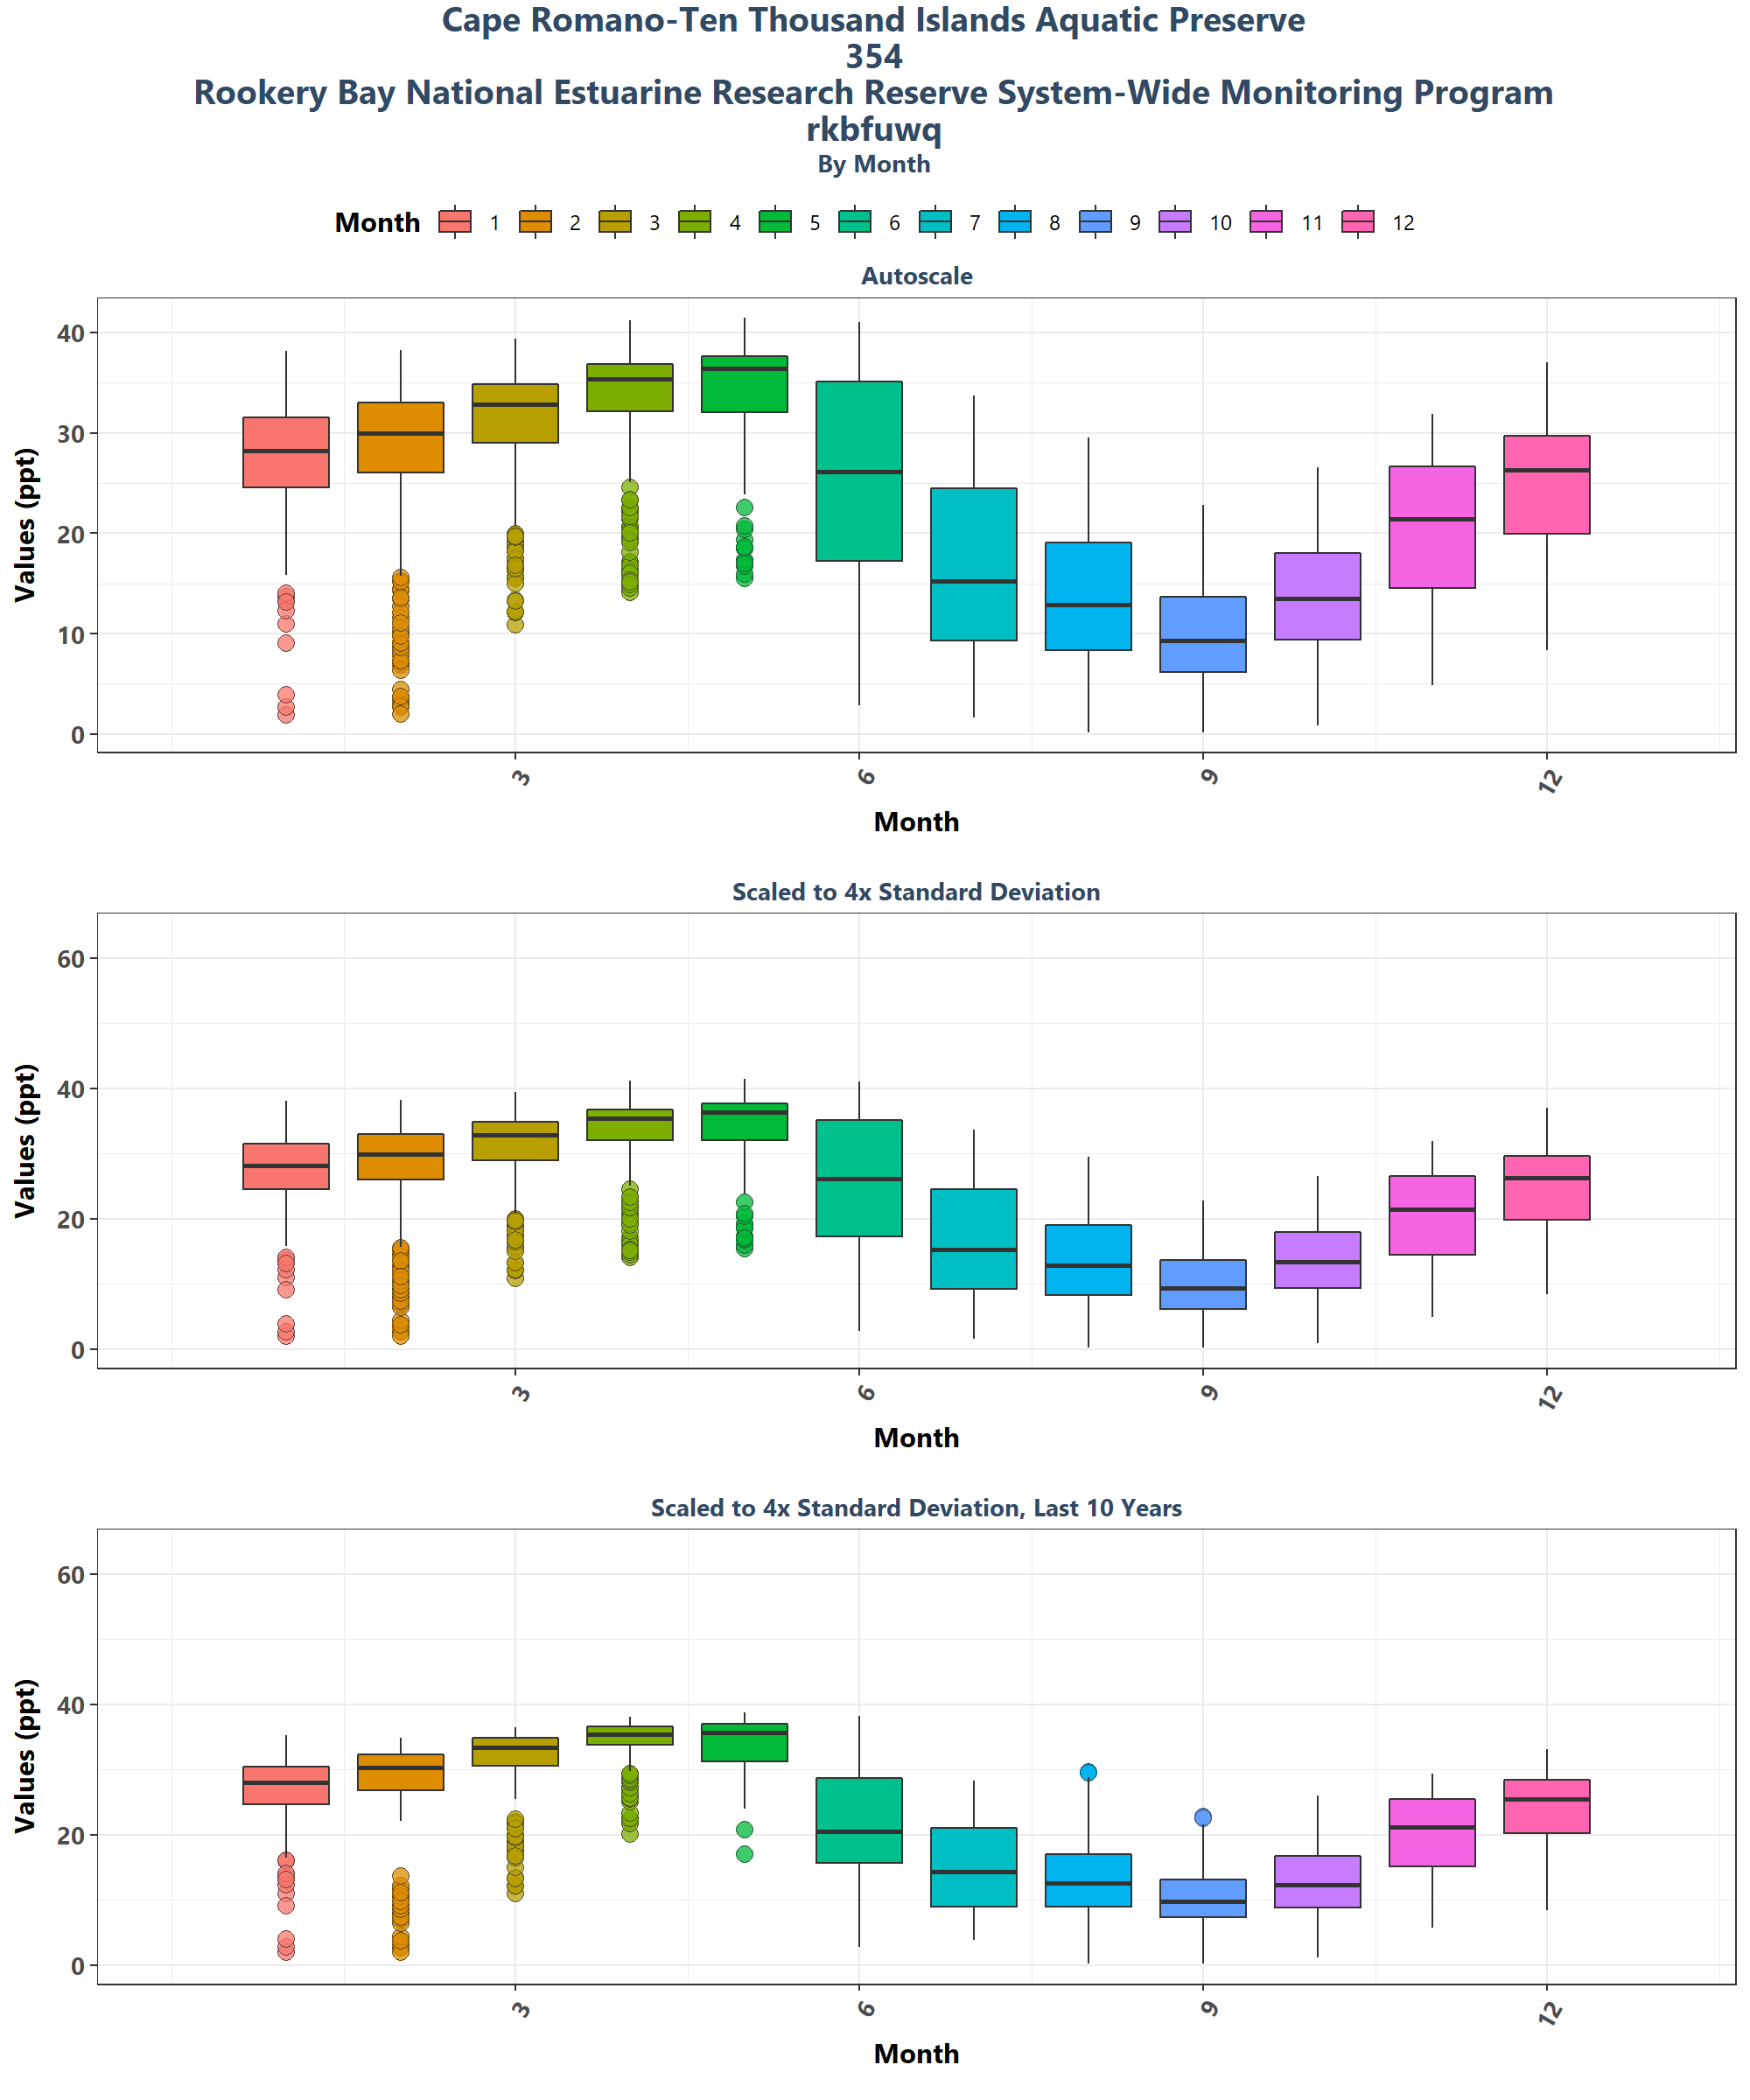 Cape Romano-Ten Thousand Islands Aquatic Preserve
354
Rookery Bay National Estuarine Research Reserve System-Wide Monitoring Program
rkbfuwq
By Month
Month 1 2 3 4 5 6 7 8 9 10 11 12
Autoscale
Values (ppt)
40
30
20
10
0
3 6 9 12
Month
Scaled to 4x Standard Deviation
Values (ppt)
60
40
20
0
3 6 9 12
Month
Scaled to 4x Standard Deviation, Last 10 Years
Values (ppt)
60
40
20
0
3 6 9 12
Month